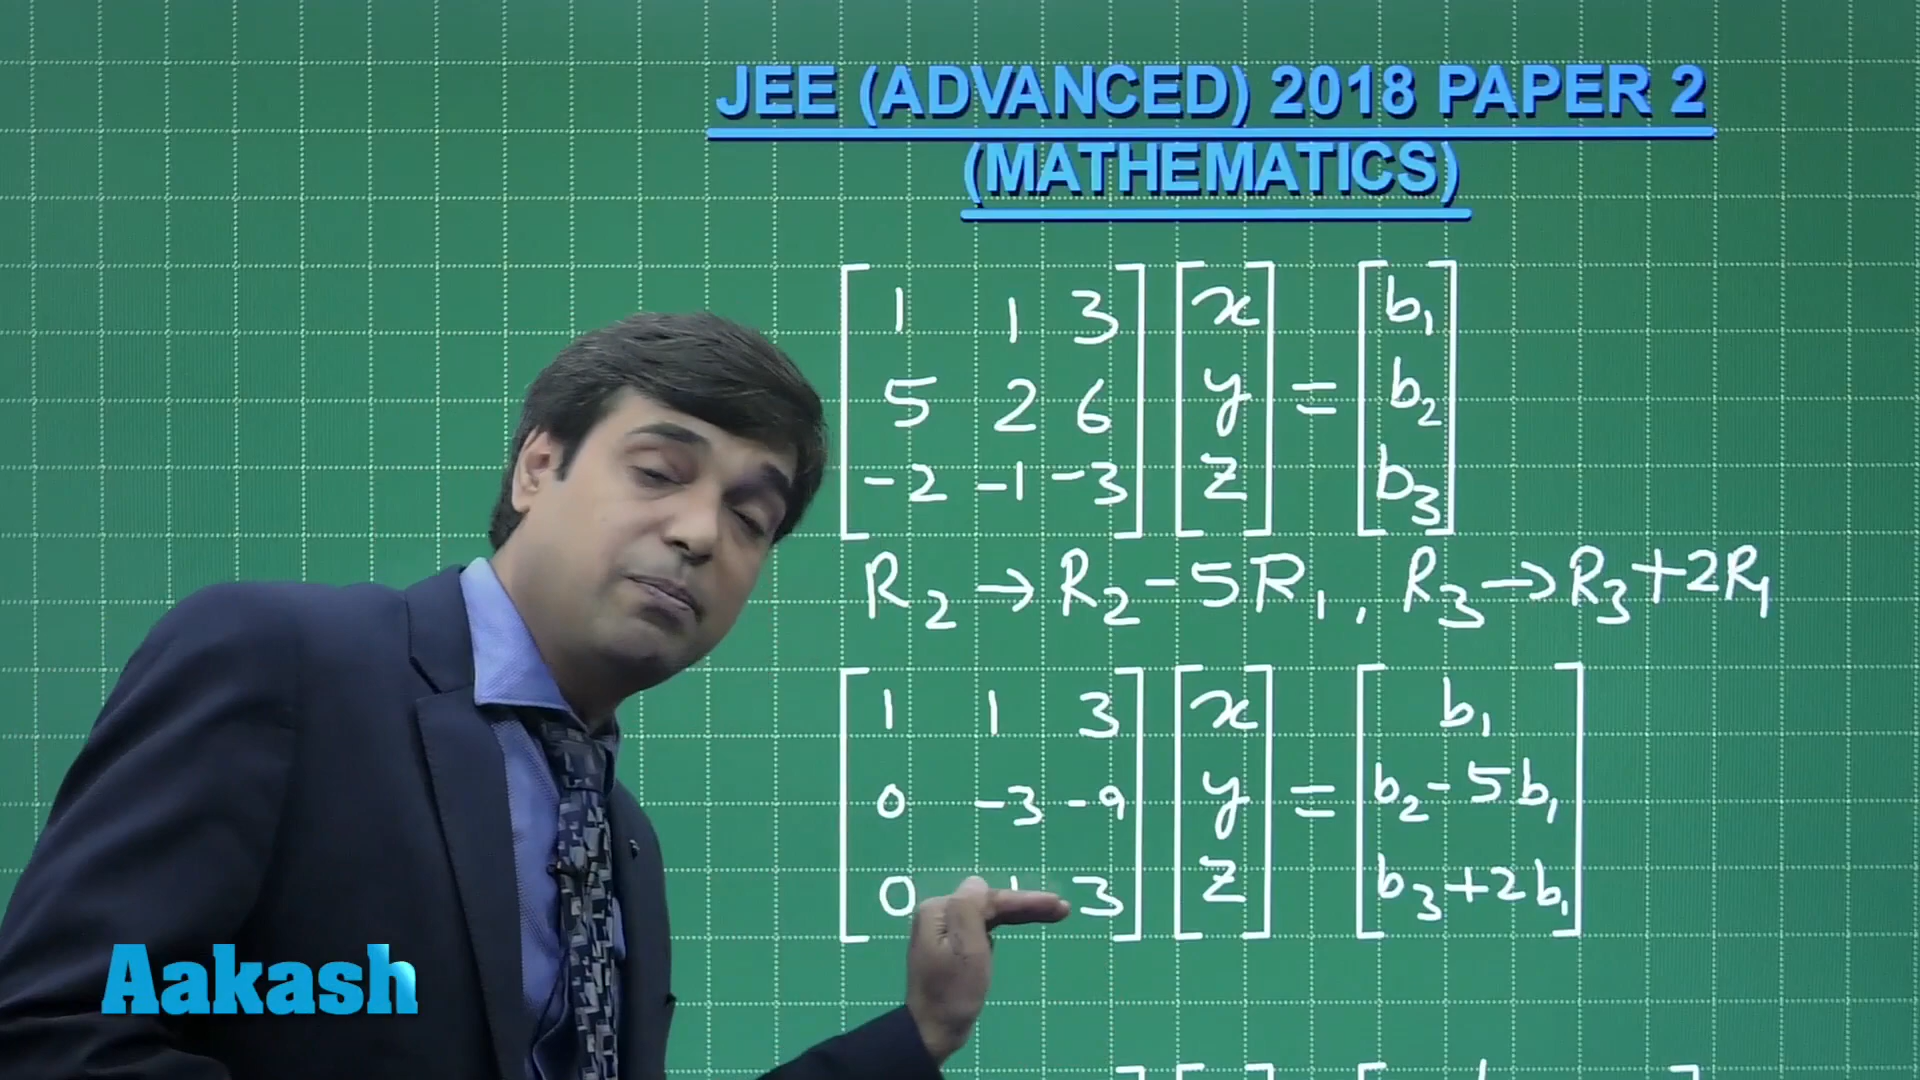 JEE (ADVANCED) 2018 PAPER 2
(MATHEMATICS)
[1 1 3] [x] [b₁]
[5 2 6] [y] = [b₂]
[-2 -1 -3] [z] [b₃]
R₂ → R₂ - 5R₁, R₃ → R₃ + 2R₁
[1 1 3] [x] [b₁]
[0 -3 -9] [y] = [b₂ - 5b₁]
[0 1 3] [z] [b₃ + 2b₁]
Aakash